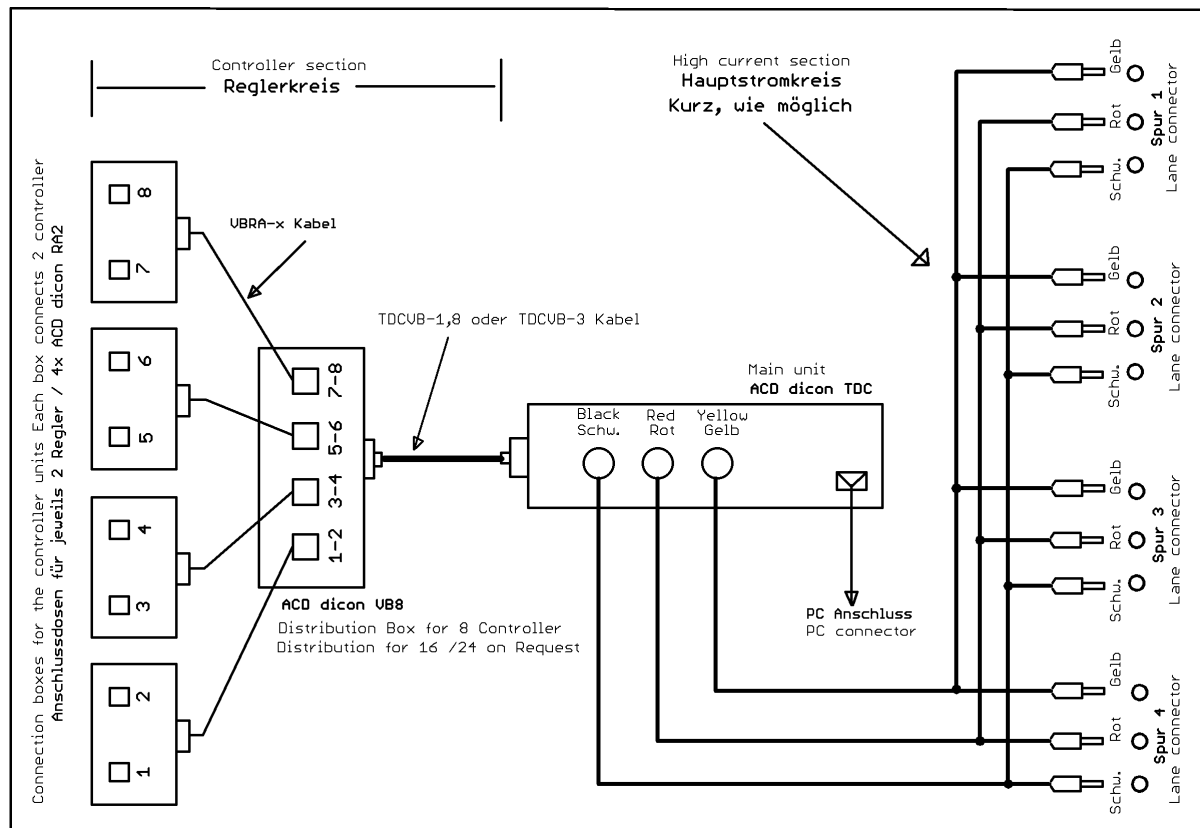 Controller section
Reglerkreis
High current section
Hauptstromkreis
Kurz, wie möglich
Connection boxes for the controller units Each box connects 2 controller
Anschlussdosen für jeweils 2 Regler / 4x ACD dicon RA2
8
7
6
5
4
3
2
1
VBRA-x Kabel
TDCVB-1,8 oder TDCVB-3 Kabel
7-8
5-6
3-4
1-2
ACD dicon VB8
Distribution Box for 8 Controller
Distribution for 16 /24 on Request
Main unit
ACD dicon TDC
Black
Schw.
Red
Rot
Yellow
Gelb
PC Anschluss
PC connector
Gelb
Rot
Schw.
Spur 1
Lane connector
Gelb
Rot
Schw.
Spur 2
Lane connector
Gelb
Rot
Schw.
Spur 3
Lane connector
Gelb
Rot
Schw.
Spur 4
Lane connector